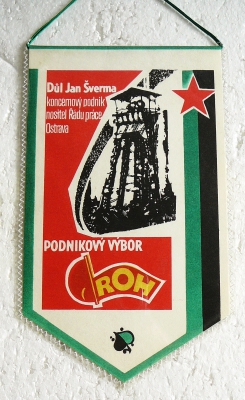 Důl Jan Šverma
koncernový podnik
nositel Řádu práce
Ostrava
PODNIKOVÝ VÝBOR
ROH